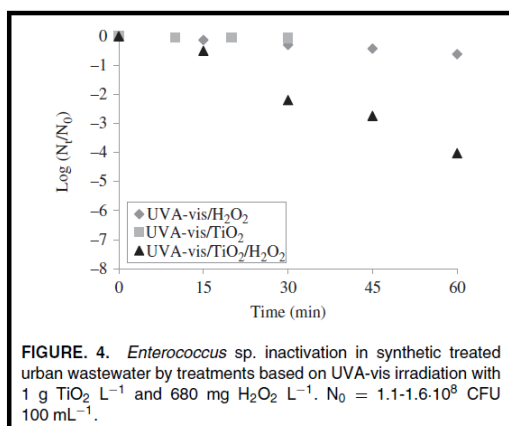 0
−1
−2
−3
−4
−5
−6
−7
−8
Log (Nt/N0)
UVA-vis/H2O2
UVA-vis/TiO2
UVA-vis/TiO2/H2O2
0 15 30 45 60
Time (min)
FIGURE. 4. Enterococcus sp. inactivation in synthetic treated
urban wastewater by treatments based on UVA-vis irradiation with
1 g TiO2 L−1 and 680 mg H2O2 L−1. N0 = 1.1-1.6·10⁸ CFU
100 mL−1.